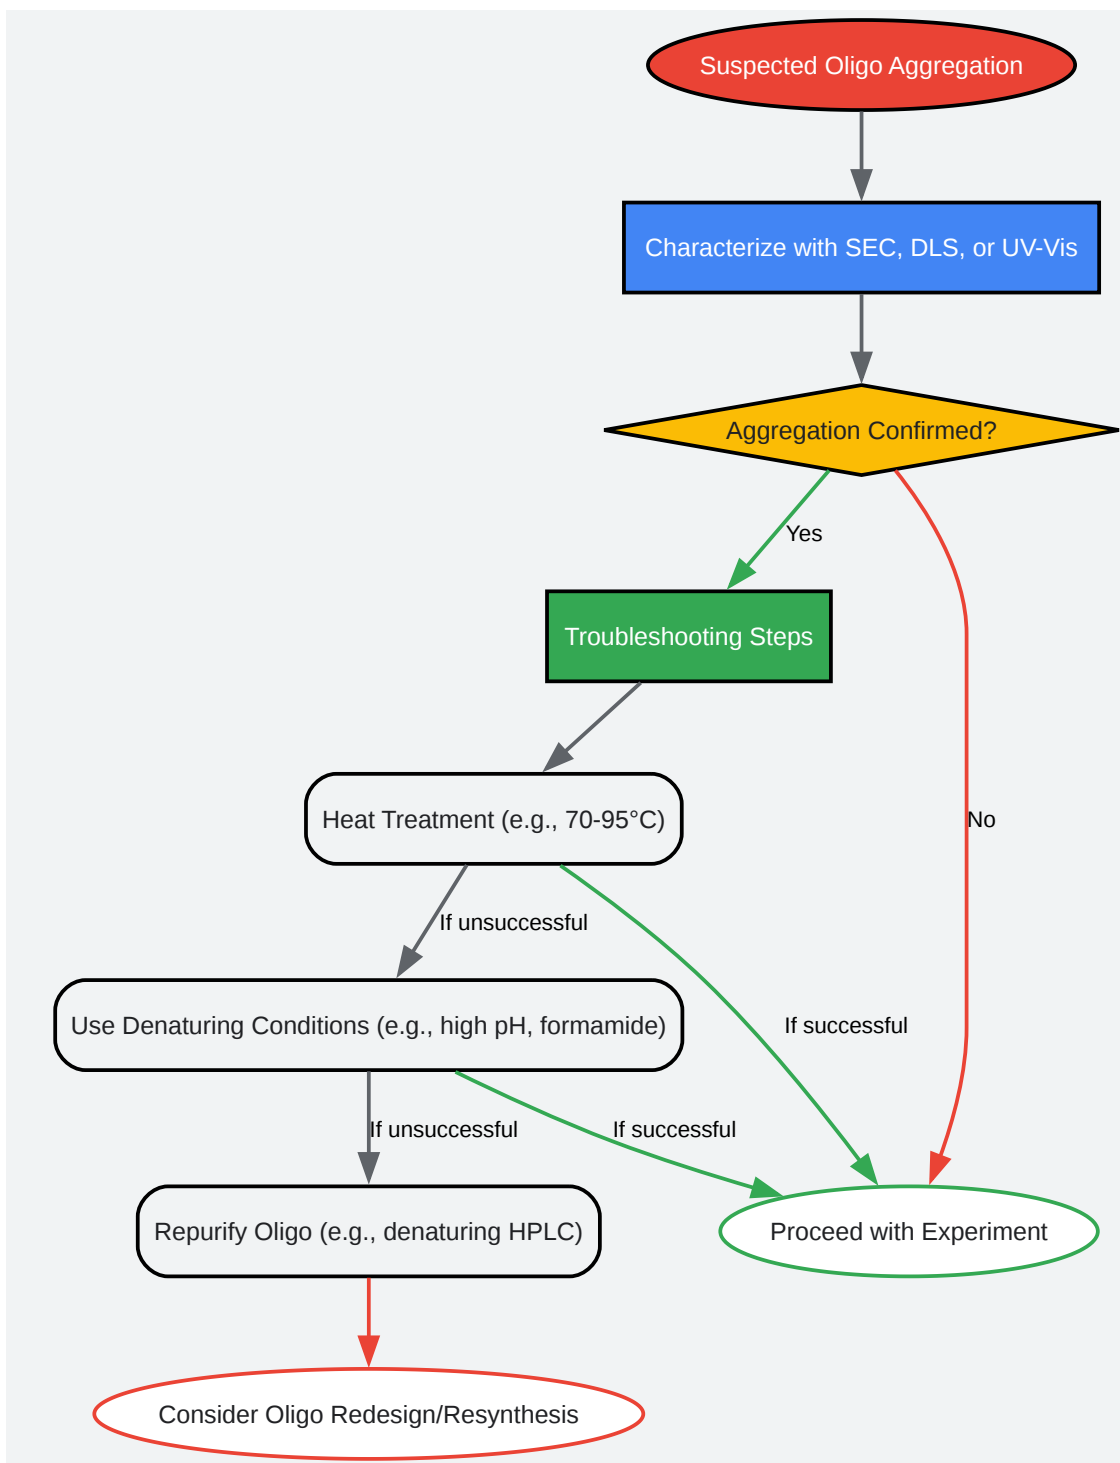 Suspected Oligo Aggregation
Characterize with SEC, DLS, or UV-Vis
Aggregation Confirmed?
Yes
Troubleshooting Steps
Heat Treatment (e.g., 70-95°C)
No
If unsuccessful
Use Denaturing Conditions (e.g., high pH, formamide)
If successful
If unsuccessful
If successful
Repurify Oligo (e.g., denaturing HPLC)
Proceed with Experiment
Consider Oligo Redesign/Resynthesis